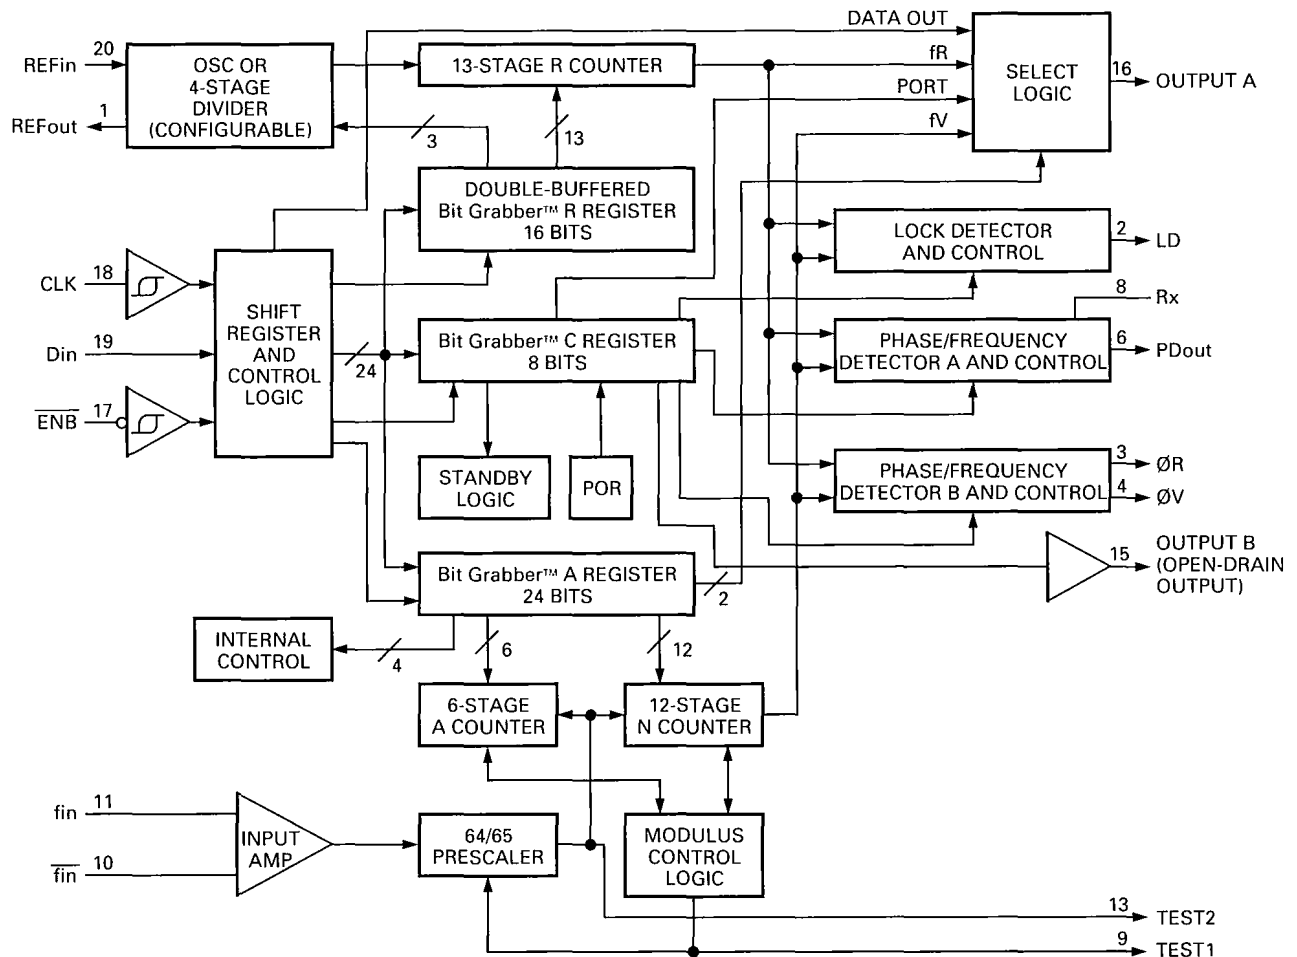 DATA OUT
REFin
20
OSC OR
4-STAGE
DIVIDER
(CONFIGURABLE)
13-STAGE R COUNTER
fR
SELECT
LOGIC
16
OUTPUT A
REFout
1
3
13
PORT
fV
DOUBLE-BUFFERED
Bit Grabber™ R REGISTER
16 BITS
LOCK DETECTOR
AND CONTROL
2
LD
CLK
18
SHIFT
REGISTER
AND
CONTROL
LOGIC
8
Rx
Din
19
24
Bit Grabber™ C REGISTER
8 BITS
PHASE/FREQUENCY
DETECTOR A AND CONTROL
6
PDout
ENB
17
STANDBY
LOGIC
POR
PHASE/FREQUENCY
DETECTOR B AND CONTROL
3
ØR
4
ØV
Bit Grabber™ A REGISTER
24 BITS
2
15
OUTPUT B
(OPEN-DRAIN
OUTPUT)
INTERNAL
CONTROL
4
6
12
6-STAGE
A COUNTER
12-STAGE
N COUNTER
fin
11
INPUT
AMP
64/65
PRESCALER
MODULUS
CONTROL
LOGIC
fin
10
13
TEST2
9
TEST1